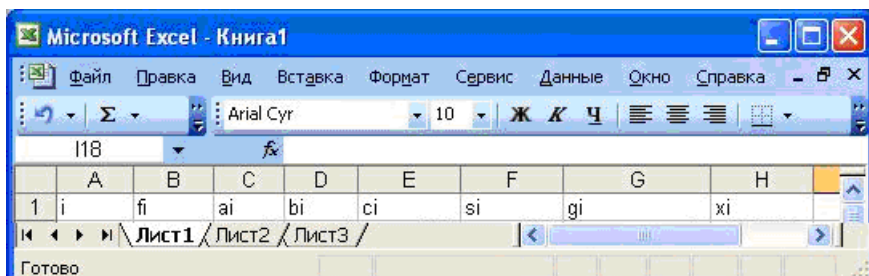 Microsoft Excel - Книга1
Файл Правка Вид Вставка Формат Сервис Данные Окно Справка
Σ Arial Cyr 10 Ж К Ч
I18 fx
A B C D E F G H
1 i fi ai bi ci si gi xi
Лист1 Лист2 Лист3
Готово